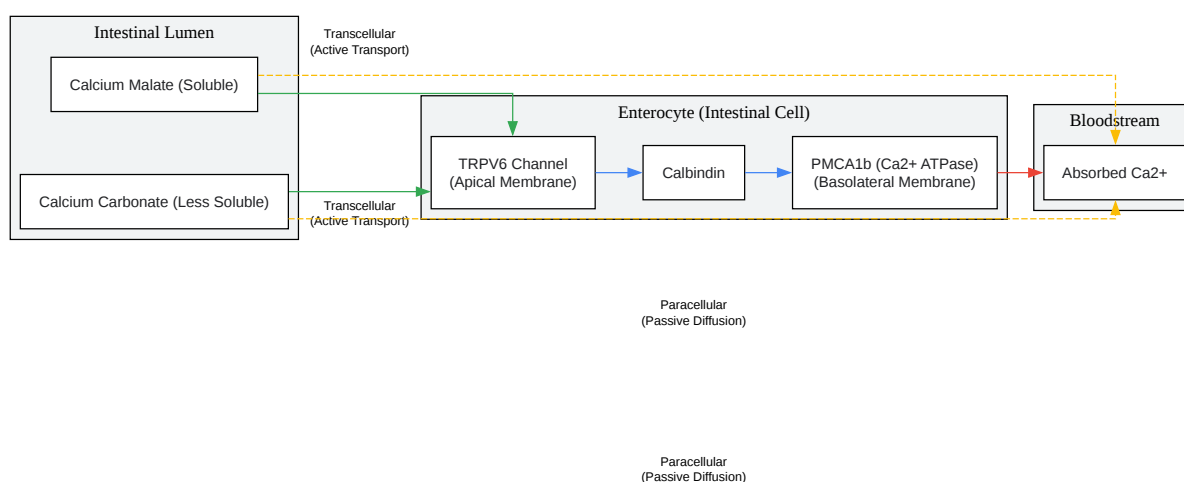 Intestinal Lumen
Calcium Malate (Soluble)
Calcium Carbonate (Less Soluble)
Transcellular
(Active Transport)
Transcellular
(Active Transport)
Enterocyte (Intestinal Cell)
TRPV6 Channel
(Apical Membrane)
Calbindin
PMCA1b (Ca2+ ATPase)
(Basolateral Membrane)
Bloodstream
Absorbed Ca2+
Paracellular
(Passive Diffusion)
Paracellular
(Passive Diffusion)